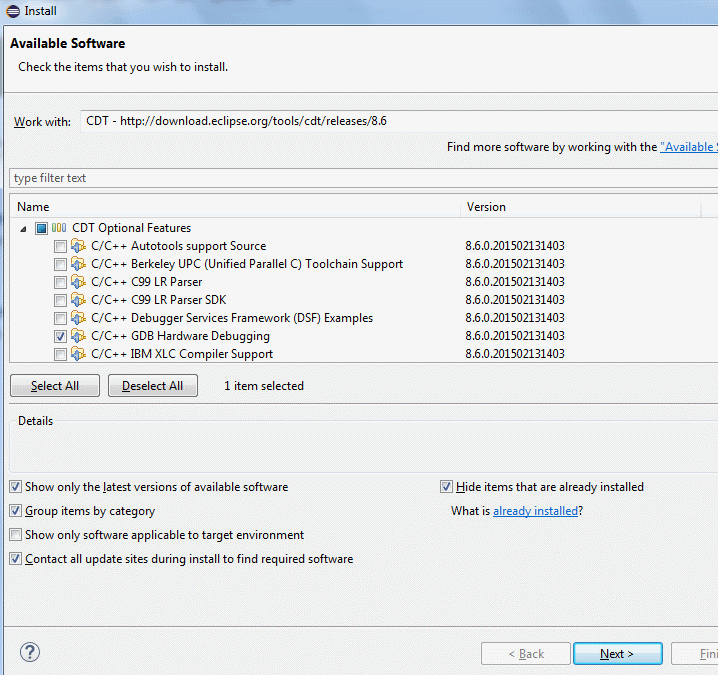 Install
Available Software
Check the items that you wish to install.
Work with: CDT - http://download.eclipse.org/tools/cdt/releases/8.6
Find more software by working with the "Available
type filter text
Name Version
CDT Optional Features
C/C++ Autotools support Source 8.6.0.201502131403
C/C++ Berkeley UPC (Unified Parallel C) Toolchain Support 8.6.0.201502131403
C/C++ C99 LR Parser 8.6.0.201502131403
C/C++ C99 LR Parser SDK 8.6.0.201502131403
C/C++ Debugger Services Framework (DSF) Examples 8.6.0.201502131403
C/C++ GDB Hardware Debugging 8.6.0.201502131403
C/C++ IBM XLC Compiler Support 8.6.0.201502131403
Select All Deselect All 1 item selected
Details
Show only the latest versions of available software Hide items that are already installed
Group items by category What is already installed?
Show only software applicable to target environment
Contact all update sites during install to find required software
? < Back Next > Fini